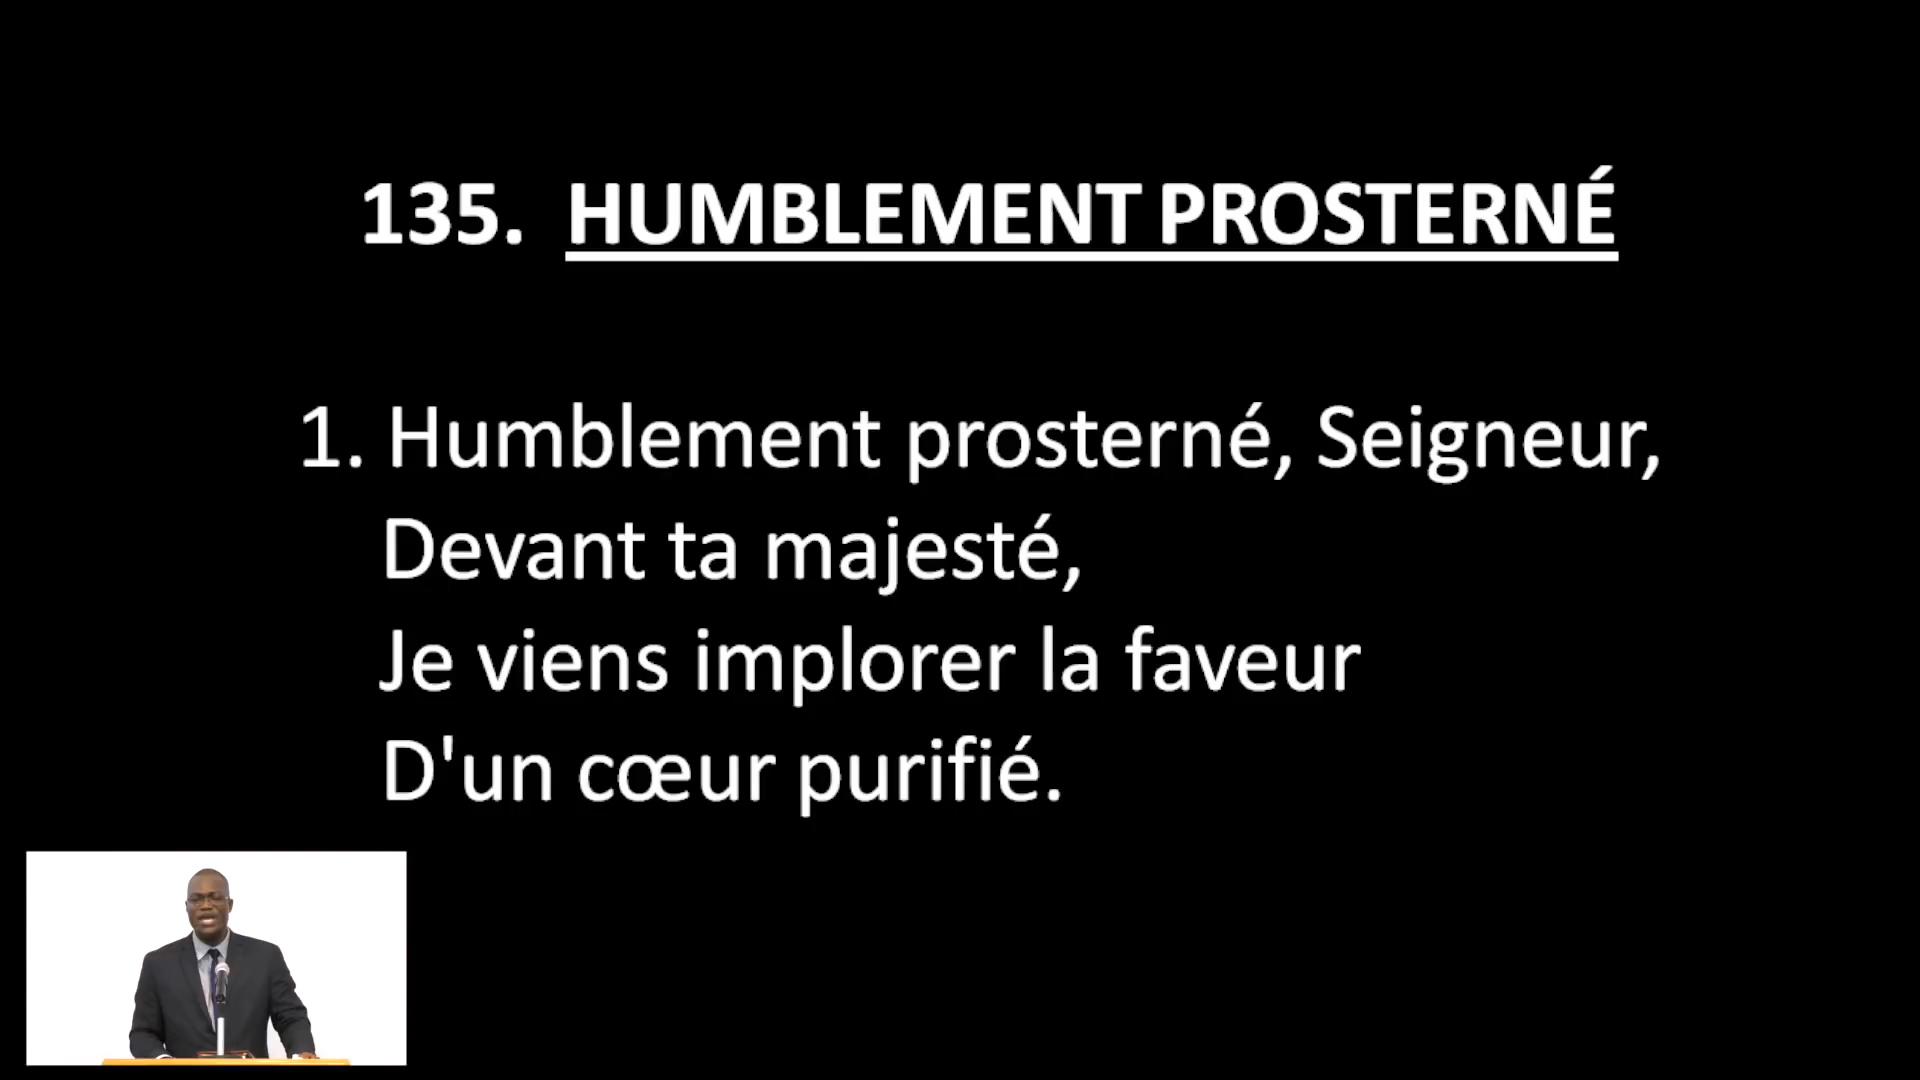 135. HUMBLEMENT PROSTERNÉ
1. Humblement prosterné, Seigneur,
Devant ta majesté,
Je viens implorer la faveur
D'un cœur purifié.